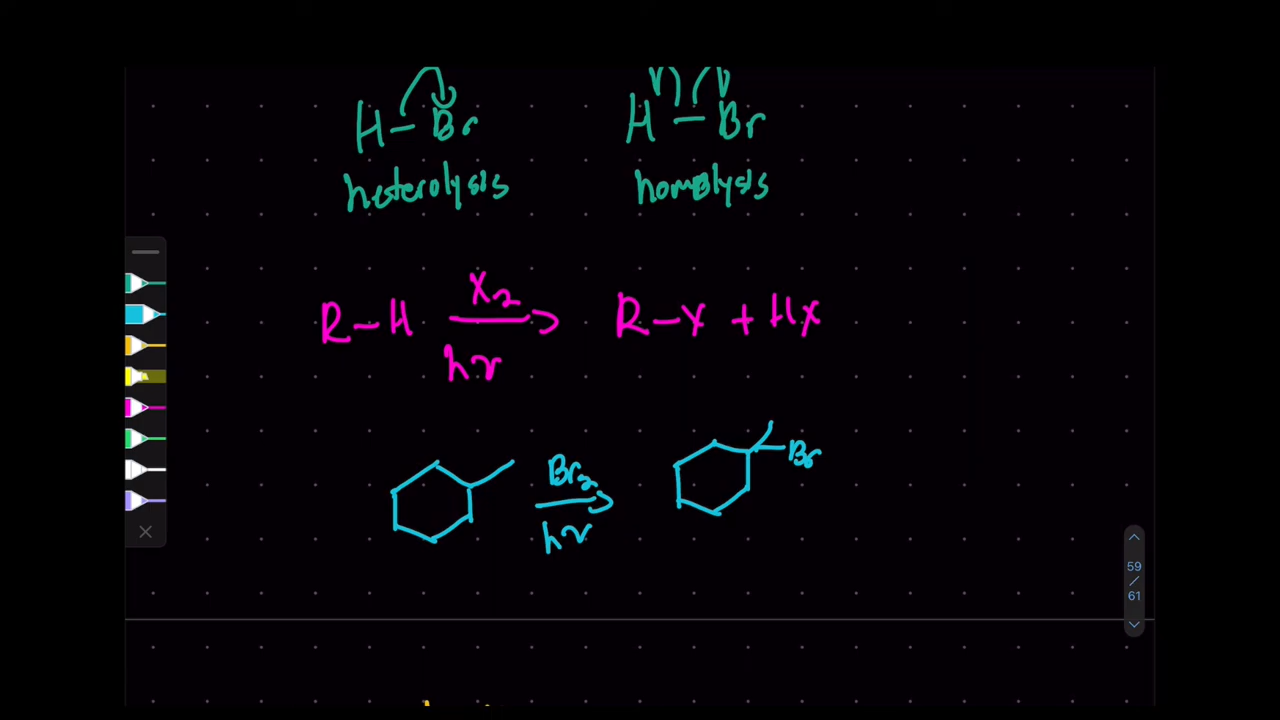 H-Br H-Br
heterolysis homolysis
X2
R-H R-X + HX
hν
Br
Br2
hν
59
/
61